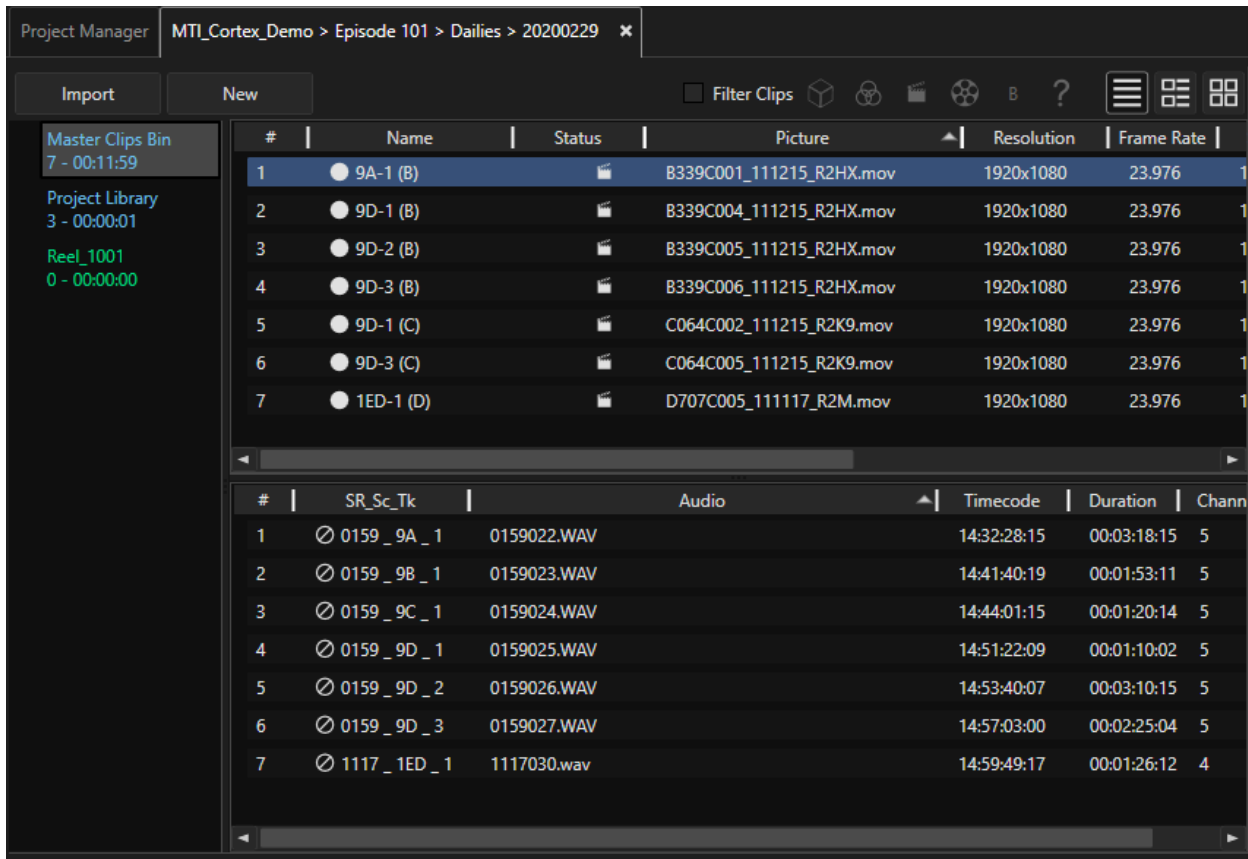 Project Manager MTI_Cortex_Demo > Episode 101 > Dailies > 20200229 ×
Import New Filter Clips B ?
Master Clips Bin
7 - 00:11:59
Project Library
3 - 00:00:01
Reel_1001
0 - 00:00:00
# Name Status Picture Resolution Frame Rate
1 9A-1 (B) B339C001_111215_R2HX.mov 1920x1080 23.976 1
2 9D-1 (B) B339C004_111215_R2HX.mov 1920x1080 23.976 1
3 9D-2 (B) B339C005_111215_R2HX.mov 1920x1080 23.976 1
4 9D-3 (B) B339C006_111215_R2HX.mov 1920x1080 23.976 1
5 9D-1 (C) C064C002_111215_R2K9.mov 1920x1080 23.976 1
6 9D-3 (C) C064C005_111215_R2K9.mov 1920x1080 23.976 1
7 1ED-1 (D) D707C005_111117_R2M.mov 1920x1080 23.976 1
# SR_Sc_Tk Audio Timecode Duration Chann
1 0159 _ 9A _ 1 0159022.WAV 14:32:28:15 00:03:18:15 5
2 0159 _ 9B _ 1 0159023.WAV 14:41:40:19 00:01:53:11 5
3 0159 _ 9C _ 1 0159024.WAV 14:44:01:15 00:01:20:14 5
4 0159 _ 9D _ 1 0159025.WAV 14:51:22:09 00:01:10:02 5
5 0159 _ 9D _ 2 0159026.WAV 14:53:40:07 00:03:10:15 5
6 0159 _ 9D _ 3 0159027.WAV 14:57:03:00 00:02:25:04 5
7 1117 _ 1ED _ 1 1117030.wav 14:59:49:17 00:01:26:12 4